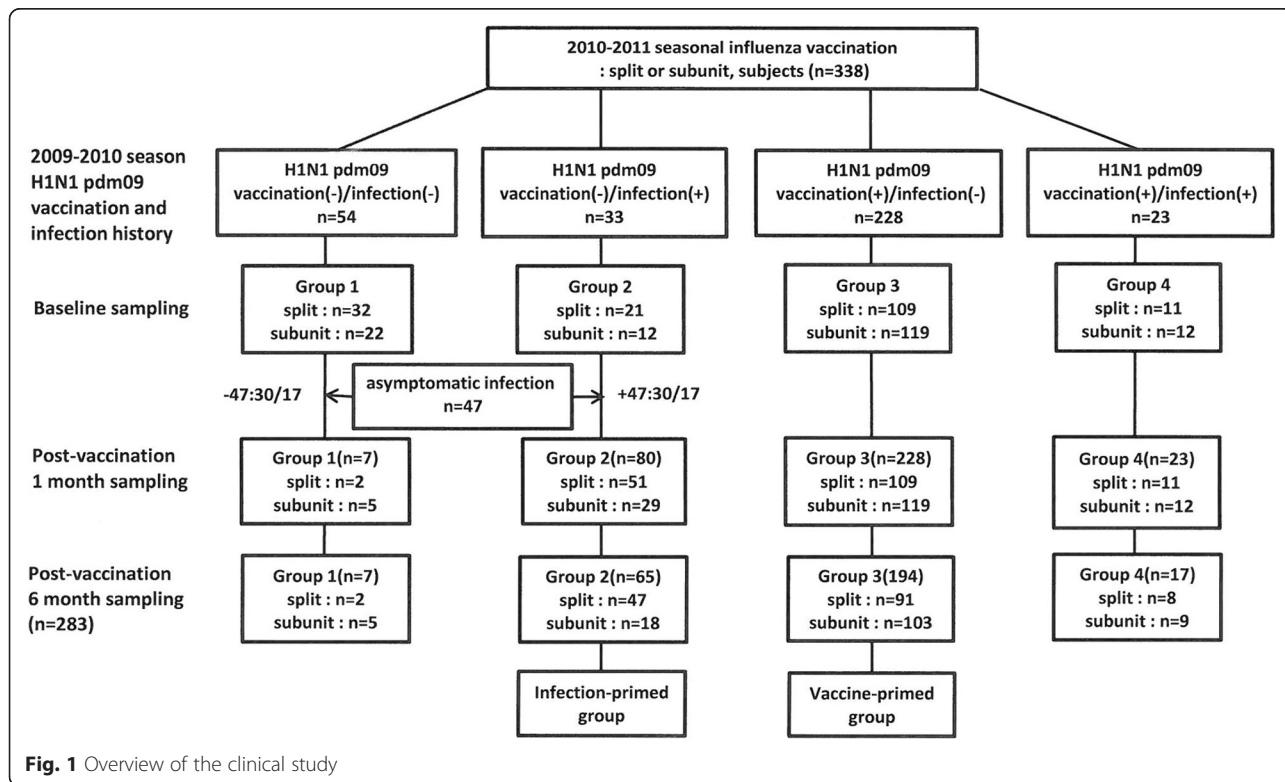 2010-2011 seasonal influenza vaccination
: split or subunit, subjects (n=338)
2009-2010 season
H1N1 pdm09
vaccination and
infection history
H1N1 pdm09
vaccination(-)/infection(-)
n=54
H1N1 pdm09
vaccination(-)/infection(+)
n=33
H1N1 pdm09
vaccination(+)/infection(-)
n=228
H1N1 pdm09
vaccination(+)/infection(+)
n=23
Baseline sampling
Group 1
split : n=32
subunit : n=22
Group 2
split : n=21
subunit : n=12
Group 3
split : n=109
subunit : n=119
Group 4
split : n=11
subunit : n=12
-47:30/17
asymptomatic infection
n=47
+47:30/17
Post-vaccination
1 month sampling
Group 1(n=7)
split : n=2
subunit : n=5
Group 2(n=80)
split : n=51
subunit : n=29
Group 3(n=228)
split : n=109
subunit : n=119
Group 4(n=23)
split : n=11
subunit : n=12
Post-vaccination
6 month sampling
(n=283)
Group 1(n=7)
split : n=2
subunit : n=5
Group 2(n=65)
split : n=47
subunit : n=18
Group 3(194)
split : n=91
subunit : n=103
Group 4(n=17)
split : n=8
subunit : n=9
Infection-primed
group
Vaccine-primed
group
Fig. 1 Overview of the clinical study